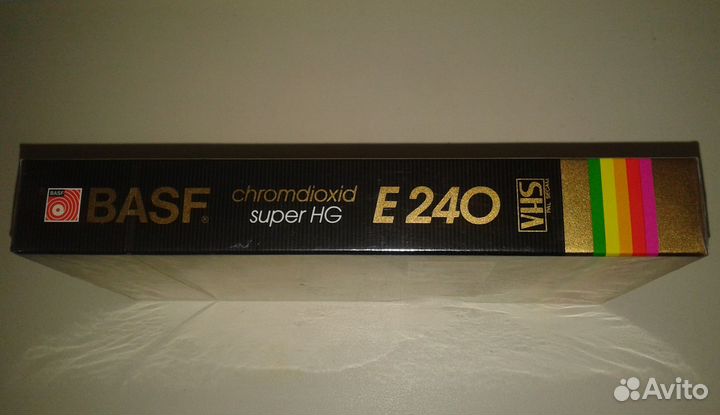 BASF
BASF®
chromdioxid
super HG
E 240
VHS
PAL SECAM
Avito